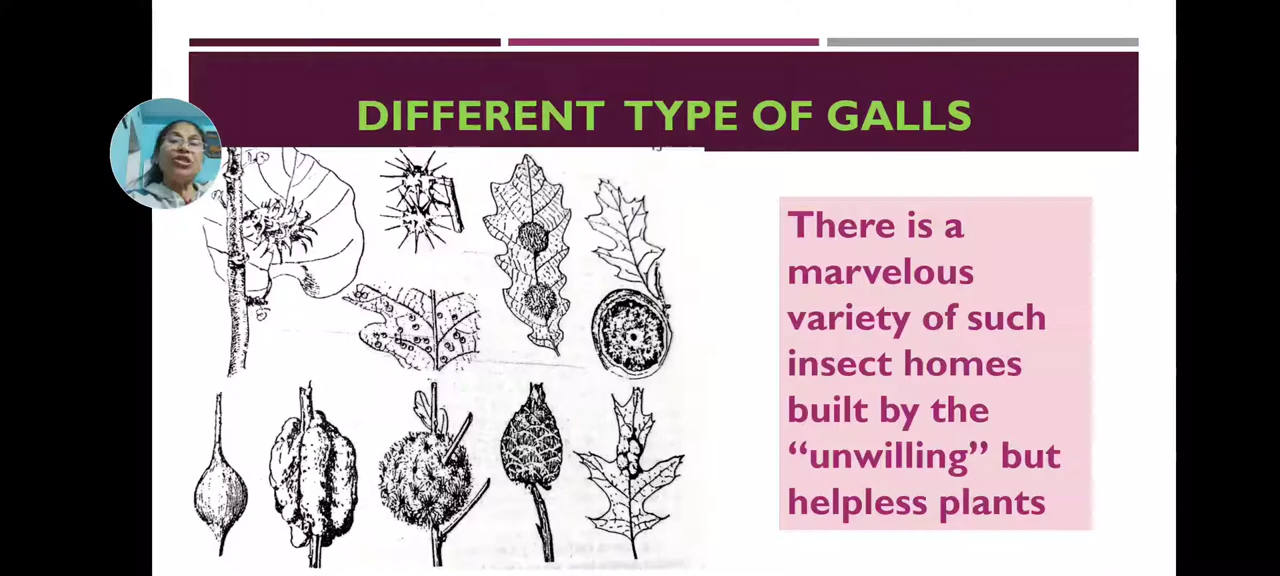 DIFFERENT TYPE OF GALLS
There is a
marvelous
variety of such
insect homes
built by the
“unwilling” but
helpless plants